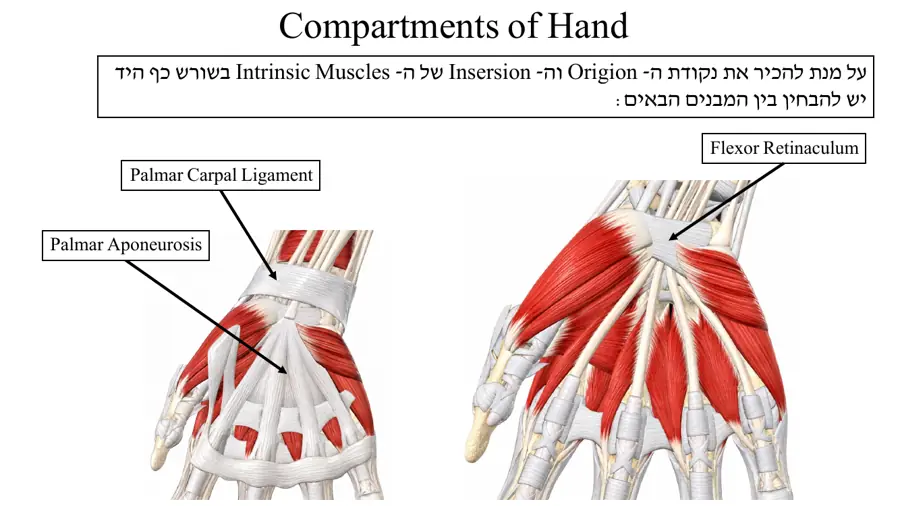 Compartments of Hand
על מנת להכיר את נקודת ה- Origion וה- Insersion של ה- Intrinsic Muscles בשורש כף היד
יש להבחין בין המבנים הבאים :
Flexor Retinaculum
Palmar Carpal Ligament
Palmar Aponeurosis